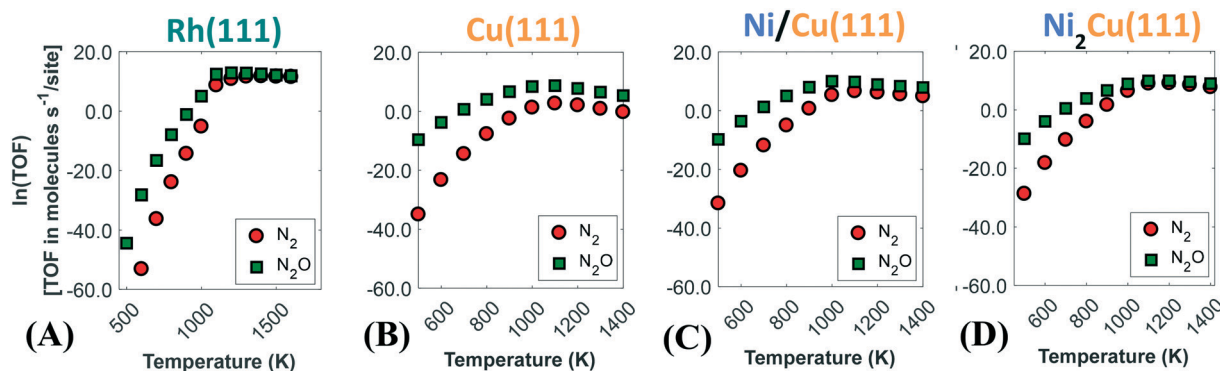 Rh(111)
Cu(111)
Ni/Cu(111)
Ni2Cu(111)
ln(TOF)
[TOF in molecules s-1/site]
20.0
0.0
-20.0
-40.0
-60.0
N2
N2O
500
1000
1500
(A)
Temperature (K)
20.0
0.0
-20.0
-40.0
-60.0
N2
N2O
600
800
1000
1200
1400
(B)
Temperature (K)
20.0
0.0
-20.0
-40.0
-60.0
N2
N2O
600
800
1000
1200
1400
(C)
Temperature (K)
20.0
0.0
-20.0
-40.0
-60.0
N2
N2O
600
800
1000
1200
1400
(D)
Temperature (K)